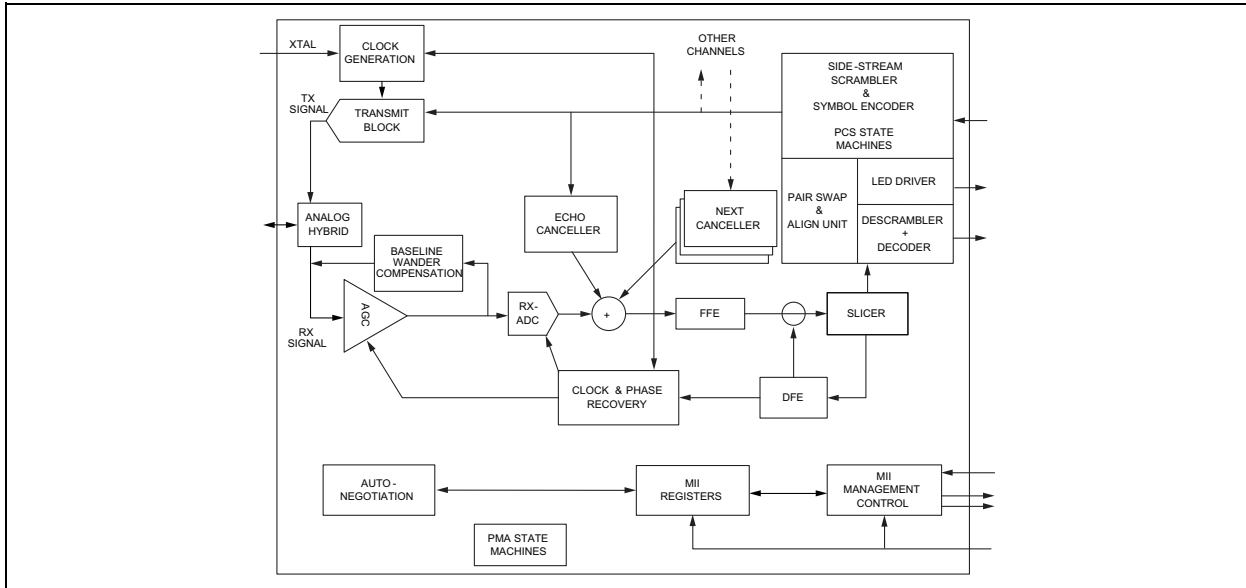 XTAL
CLOCK
GENERATION
OTHER
CHANNELS
SIDE-STREAM
SCRAMBLER
&
SYMBOL ENCODER
PCS STATE
MACHINES
TX
SIGNAL
TRANSMIT
BLOCK
PAIR SWAP
&
ALIGN UNIT
LED DRIVER
DESCRAMBLER
+
DECODER
ANALOG
HYBRID
ECHO
CANCELLER
NEXT
CANCELLER
BASELINE
WANDER
COMPENSATION
AGC
RX
SIGNAL
RX-
ADC
+
FFE
SLICER
CLOCK & PHASE
RECOVERY
DFE
AUTO-
NEGOTIATION
MII
REGISTERS
MII
MANAGEMENT
CONTROL
PMA STATE
MACHINES